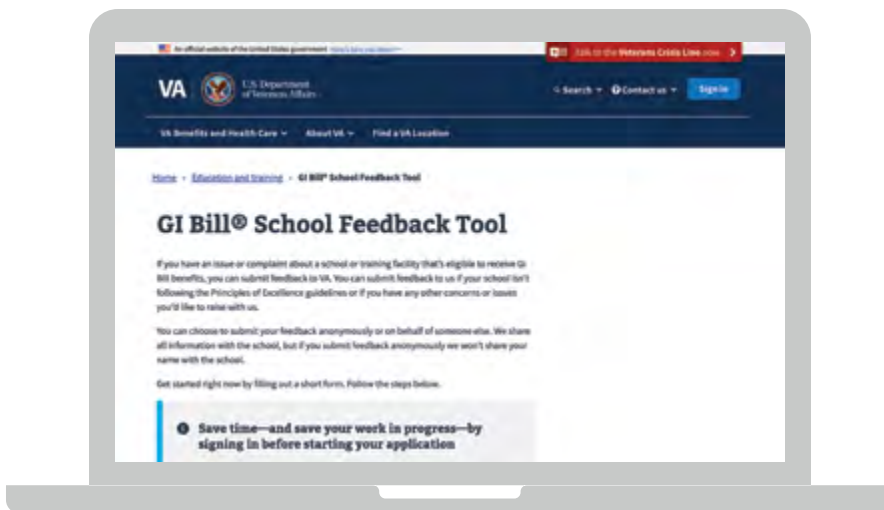 An official website of the United States government
Talk to the Veterans Crisis Line now
VA
U.S. Department
of Veterans Affairs
Search
Contact us
Sign in
VA Benefits and Health Care
About VA
Find a VA Location
Home › Education and training › GI Bill® School Feedback Tool
GI Bill® School Feedback Tool
If you have an issue or complaint about a school or training facility that's eligible to receive GI
Bill benefits, you can submit feedback to VA. You can submit feedback to us if your school isn't
following the Principles of Excellence guidelines or if you have any other concerns or issues
you'd like to raise with us.
You can choose to submit your feedback anonymously or on behalf of someone else. We share
all information with the school, but if you submit feedback anonymously we won't share your
name with the school.
Get started right now by filling out a short form. Follow the steps below.
Save time—and save your work in progress—by
signing in before starting your application